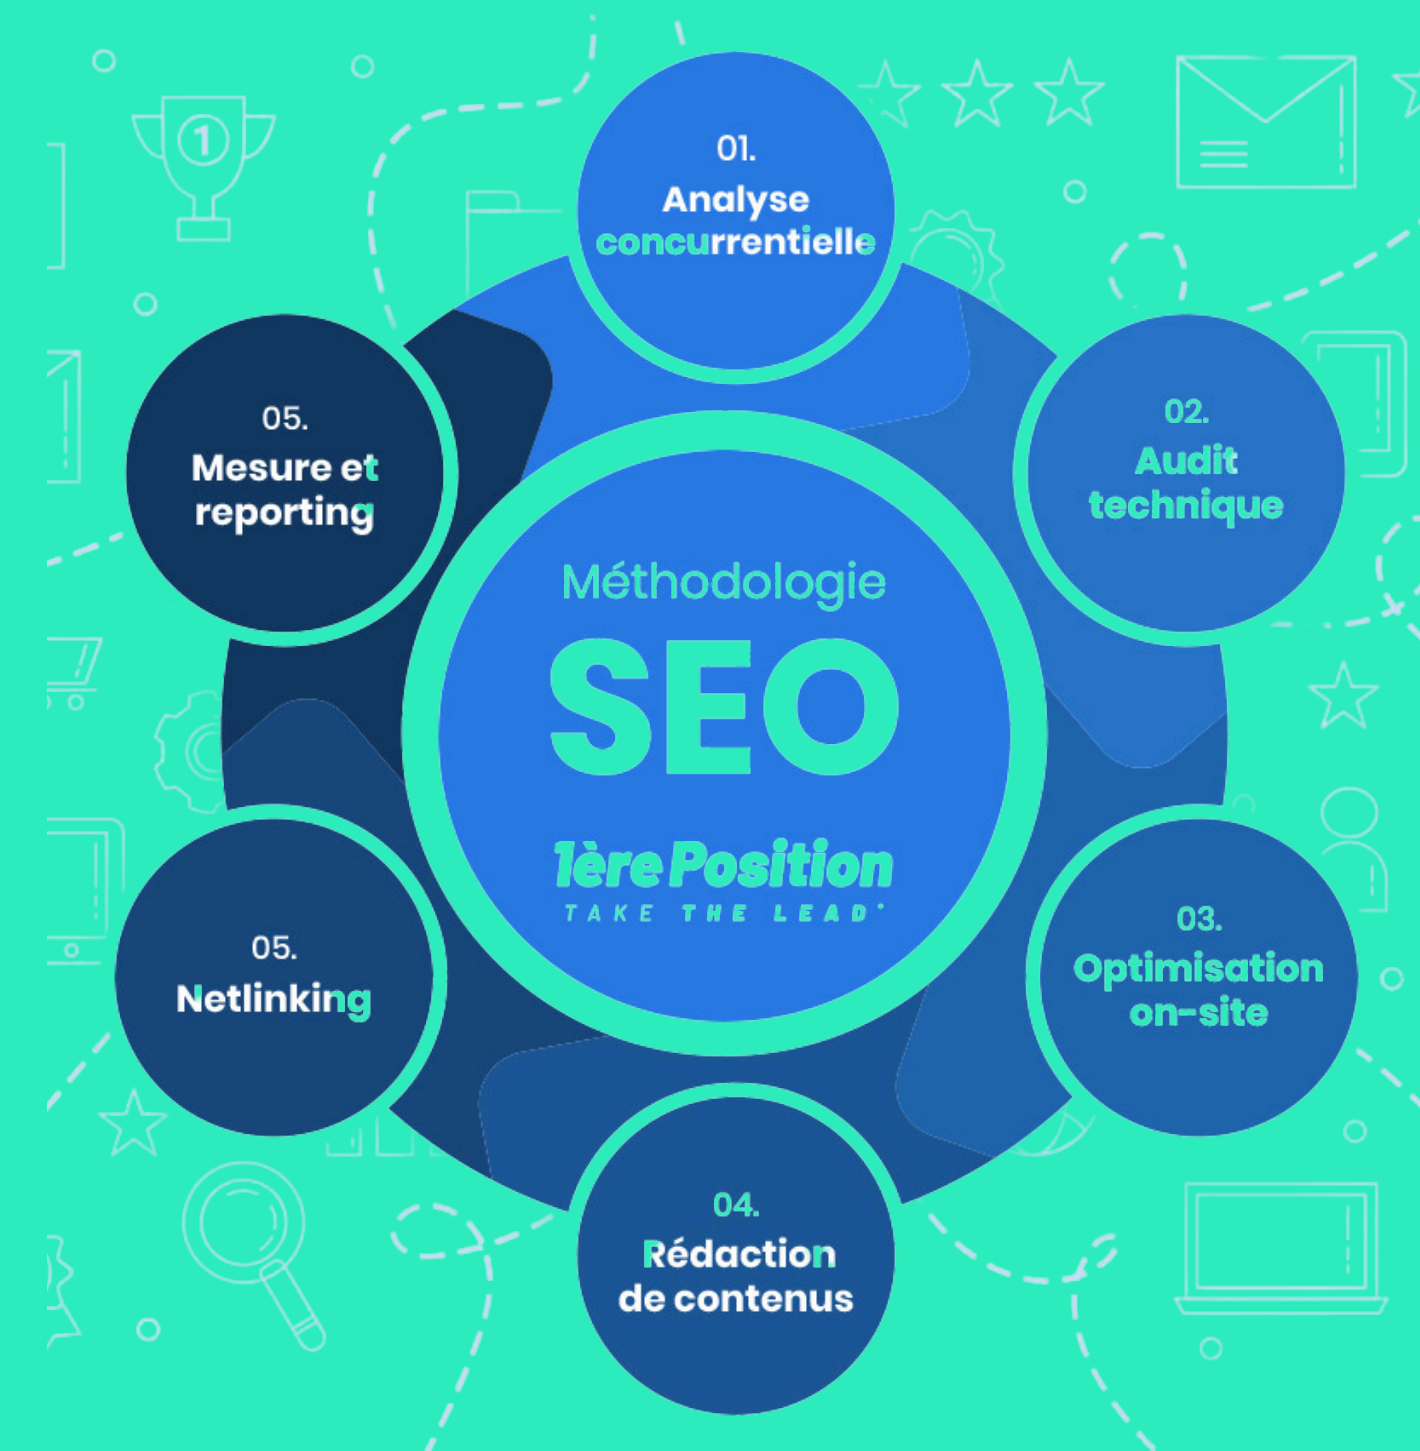 01.
Analyse
concurrentielle
02.
Audit
technique
03.
Optimisation
on-site
04.
Rédaction
de contenus
05.
Netlinking
05.
Mesure et
reporting
Méthodologie
SEO
1ère Position
TAKE THE LEAD
1